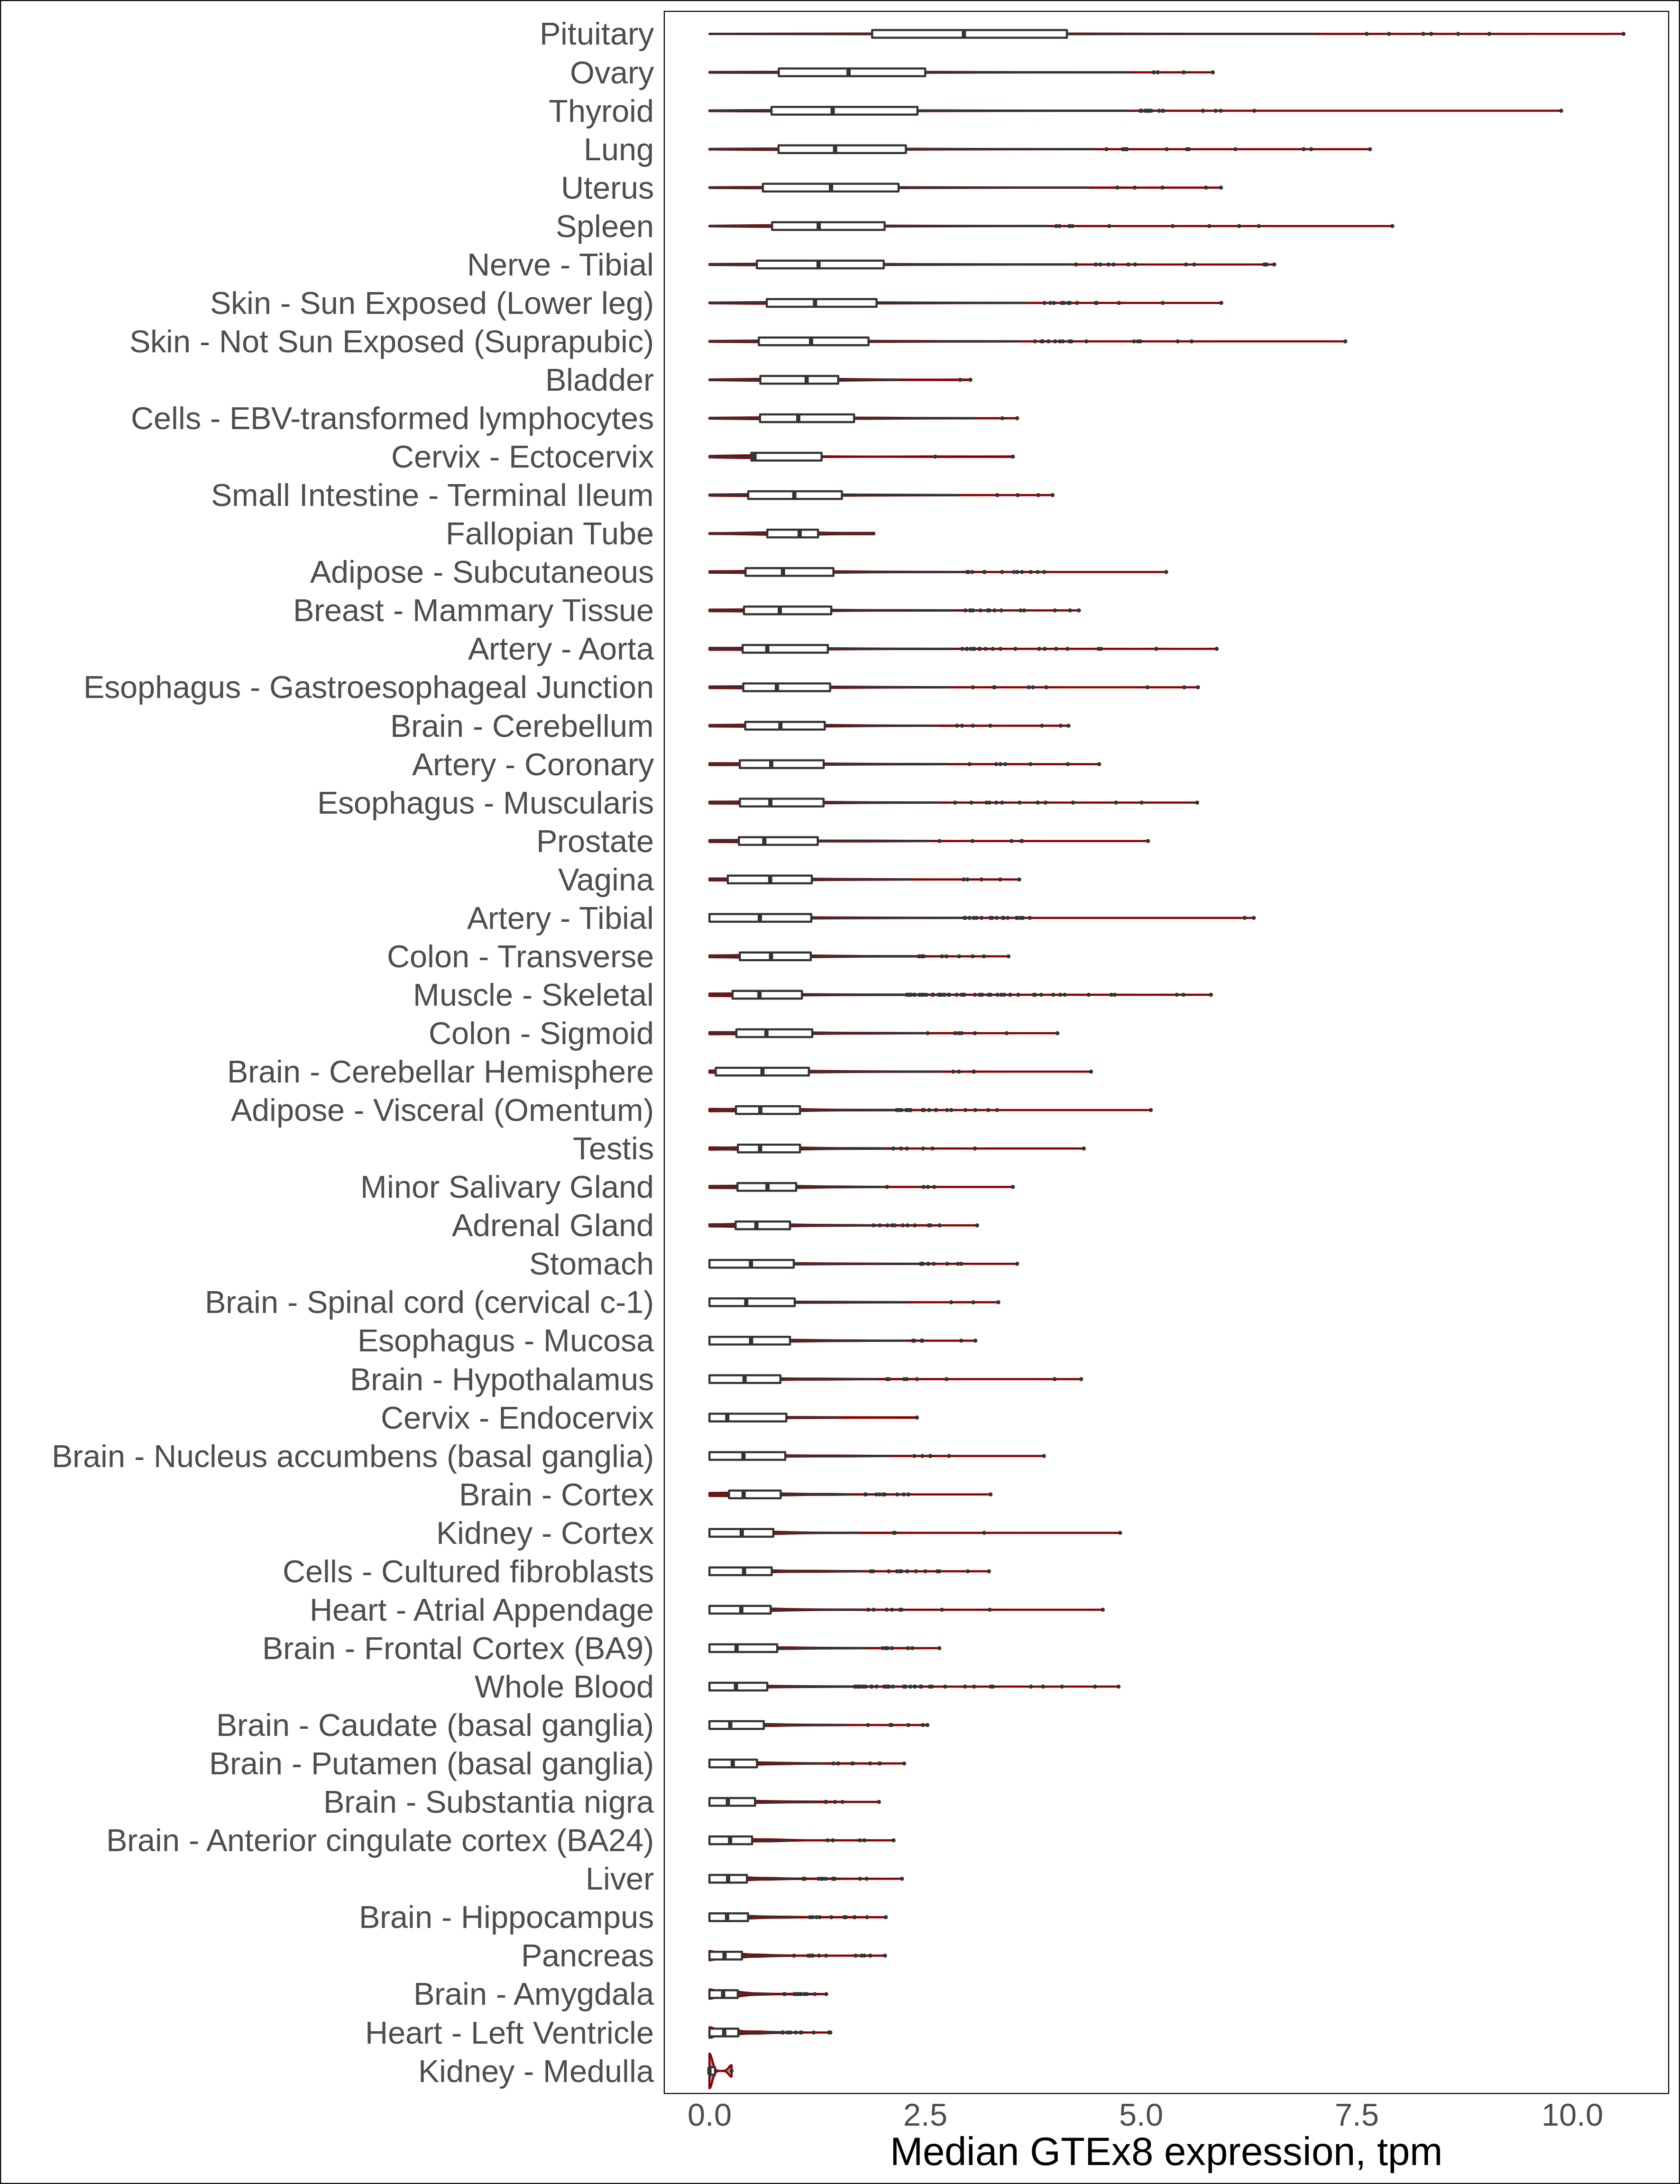 Pituitary
Ovary
Thyroid
Lung
Uterus
Spleen
Nerve - Tibial
Skin - Sun Exposed (Lower leg)
Skin - Not Sun Exposed (Suprapubic)
Bladder
Cells - EBV-transformed lymphocytes
Cervix - Ectocervix
Small Intestine - Terminal Ileum
Fallopian Tube
Adipose - Subcutaneous
Breast - Mammary Tissue
Artery - Aorta
Esophagus - Gastroesophageal Junction
Brain - Cerebellum
Artery - Coronary
Esophagus - Muscularis
Prostate
Vagina
Artery - Tibial
Colon - Transverse
Muscle - Skeletal
Colon - Sigmoid
Brain - Cerebellar Hemisphere
Adipose - Visceral (Omentum)
Testis
Minor Salivary Gland
Adrenal Gland
Stomach
Brain - Spinal cord (cervical c-1)
Esophagus - Mucosa
Brain - Hypothalamus
Cervix - Endocervix
Brain - Nucleus accumbens (basal ganglia)
Brain - Cortex
Kidney - Cortex
Cells - Cultured fibroblasts
Heart - Atrial Appendage
Brain - Frontal Cortex (BA9)
Whole Blood
Brain - Caudate (basal ganglia)
Brain - Putamen (basal ganglia)
Brain - Substantia nigra
Brain - Anterior cingulate cortex (BA24)
Liver
Brain - Hippocampus
Pancreas
Brain - Amygdala
Heart - Left Ventricle
Kidney - Medulla
0.0 2.5 5.0 7.5 10.0
Median GTEx8 expression, tpm